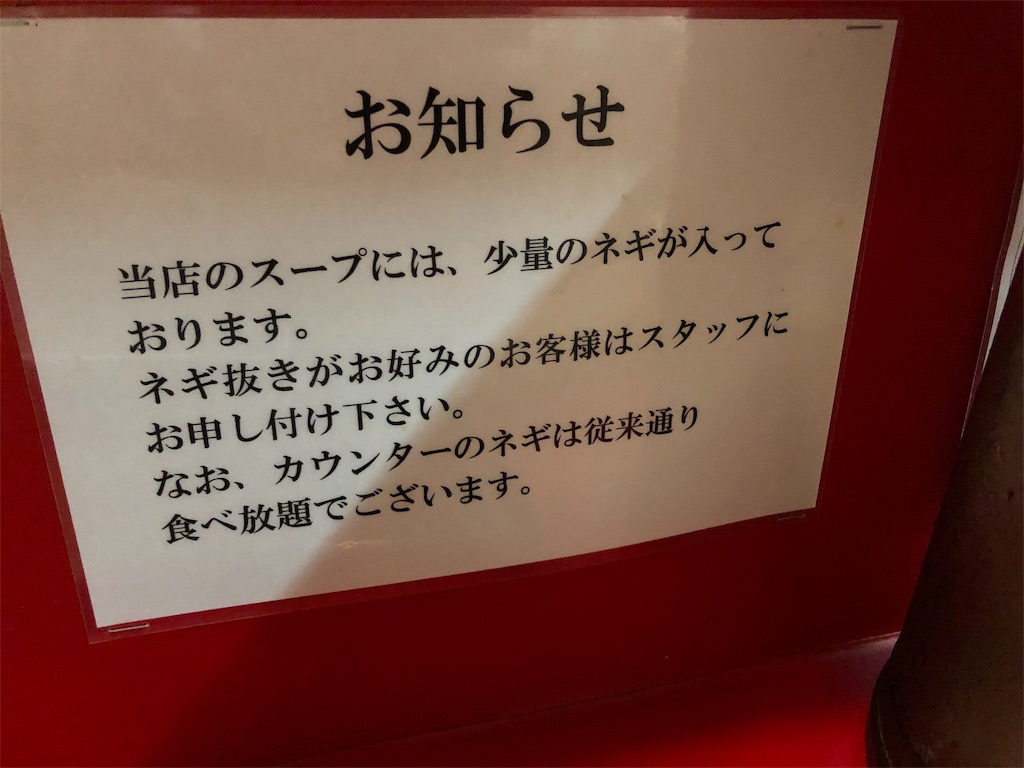 お知らせ
当店のスープには、少量のネギが入って
おります。
ネギ抜きがお好みのお客様はスタッフに
お申し付け下さい。
なお、カウンターのネギは従来通り
食べ放題でございます。